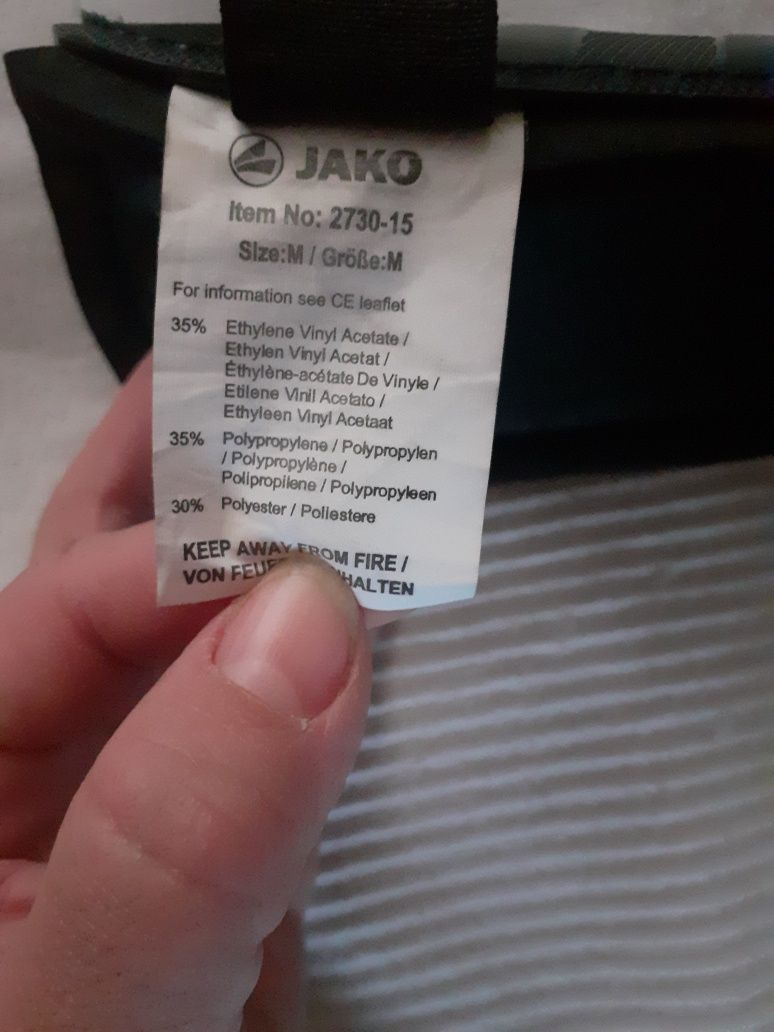 JAKO
Item No: 2730-15
Size:M / Größe:M
For information see CE leaflet
35% Ethylene Vinyl Acetate /
Ethylen Vinyl Acetat /
Éthylène-acétate De Vinyle /
Etilene Vinil Acetato /
Ethyleen Vinyl Acetaat
35% Polypropylene / Polypropylen
/ Polypropylène /
Polipropilene / Polypropyleen
30% Polyester / Poliestere
KEEP AWAY FROM FIRE /
VON